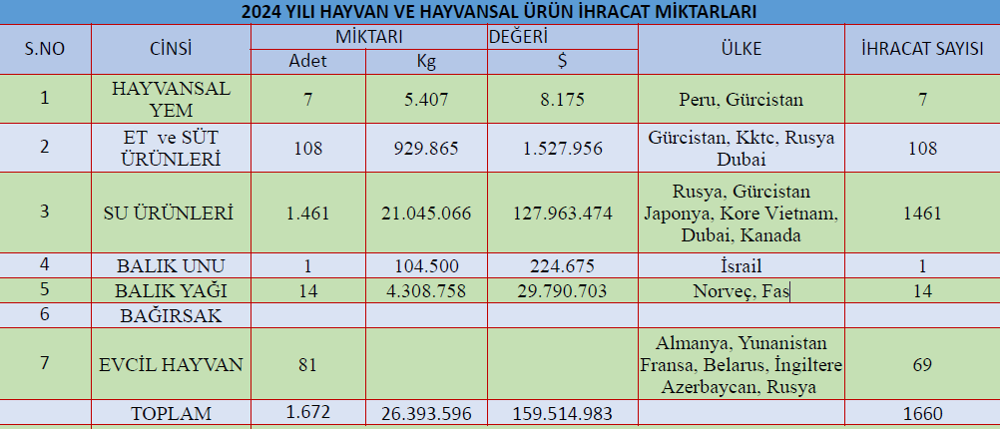 2024 YILI HAYVAN VE HAYVANSAL ÜRÜN İHRACAT MİKTARLARI
S.NO CİNSİ MİKTARI DEĞERİ ÜLKE İHRACAT SAYISI
Adet Kg $
1 HAYVANSAL YEM 7 5.407 8.175 Peru, Gürcistan 7
2 ET ve SÜT ÜRÜNLERİ 108 929.865 1.527.956 Gürcistan, Kktc, Rusya Dubai 108
3 SU ÜRÜNLERİ 1.461 21.045.066 127.963.474 Rusya, Gürcistan Japonya, Kore Vietnam, Dubai, Kanada 1461
4 BALIK UNU 1 104.500 224.675 İsrail 1
5 BALIK YAĞI 14 4.308.758 29.790.703 Norveç, Fas 14
6 BAĞIRSAK
7 EVCİL HAYVAN 81 Almanya, Yunanistan Fransa, Belarus, İngiltere Azerbaycan, Rusya 69
TOPLAM 1.672 26.393.596 159.514.983 1660